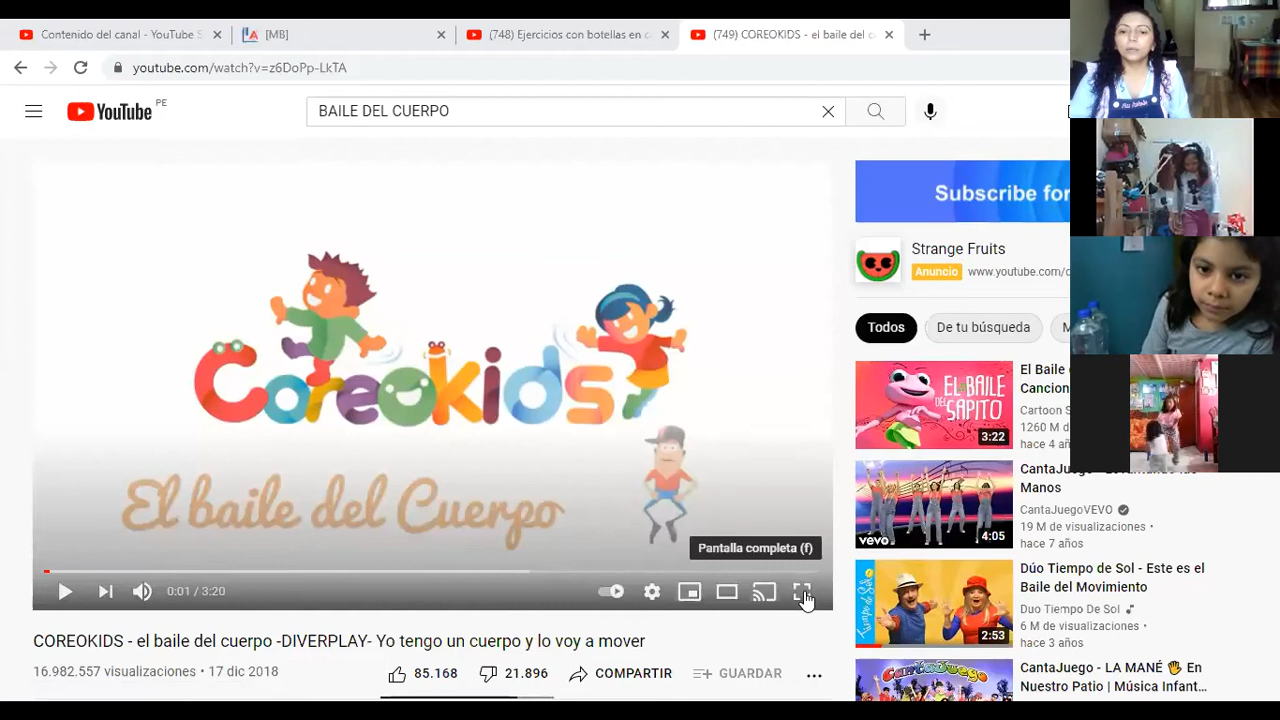 Contenido del canal - YouTube S
[MB]
(748) Ejercicios con botellas en c
(749) COREOKIDS - el baile del c
youtube.com/watch?v=z6DoPp-LkTA
YouTube PE
BAILE DEL CUERPO
Coreokids
El baile del Cuerpo
Pantalla completa (f)
0:01 / 3:20
COREOKIDS - el baile del cuerpo -DIVERPLAY- Yo tengo un cuerpo y lo voy a mover
16.982.557 visualizaciones • 17 dic 2018
85.168
21.896
COMPARTIR
GUARDAR
Subscribe for
Strange Fruits
Anuncio www.youtube.com/c
Todos
De tu búsqueda
EL BAILE
DEL SAPITO
3:22
El Baile
Cancion
Cartoon S
1260 M de
hace 4 años
vevo
4:05
Manos
CantaJuegoVEVO
19 M de visualizaciones •
hace 7 años
2:53
Dúo Tiempo de Sol - Este es el
Baile del Movimiento
Duo Tiempo De Sol
6 M de visualizaciones •
hace 3 años
CantaJuego
CantaJuego - LA MANÉ 🖐 En
Nuestro Patio | Música Infant...